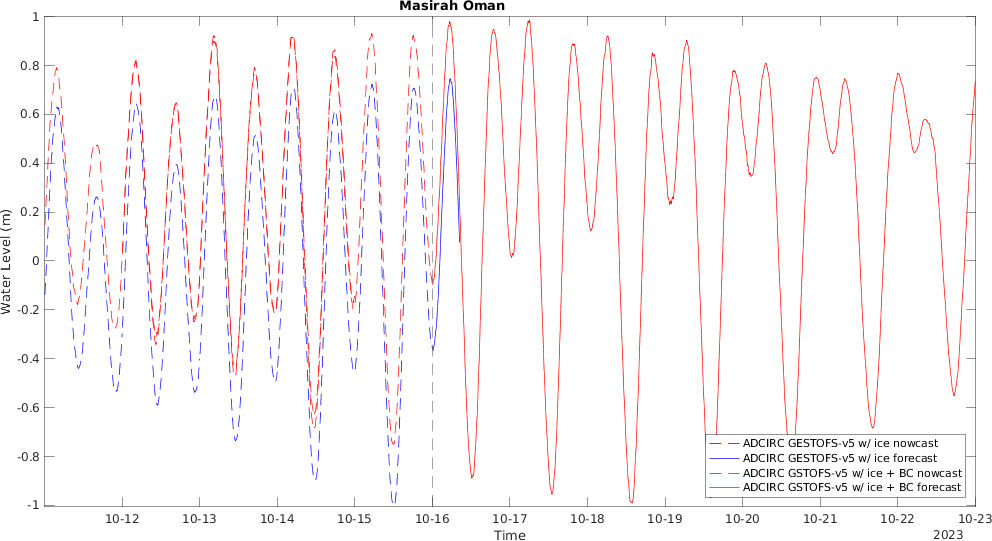 Masirah Oman
Water Level (m)
1
0.8
0.6
0.4
0.2
0
-0.2
-0.4
-0.6
-0.8
-1
ADCIRC GESTOFS-v5 w/ ice nowcast
ADCIRC GESTOFS-v5 w/ ice forecast
ADCIRC GSTOFS-v5 w/ ice + BC nowcast
ADCIRC GSTOFS-v5 w/ ice + BC forecast
10-12 10-13 10-14 10-15 10-16 10-17 10-18 10-19 10-20 10-21 10-22 10-23
Time
2023